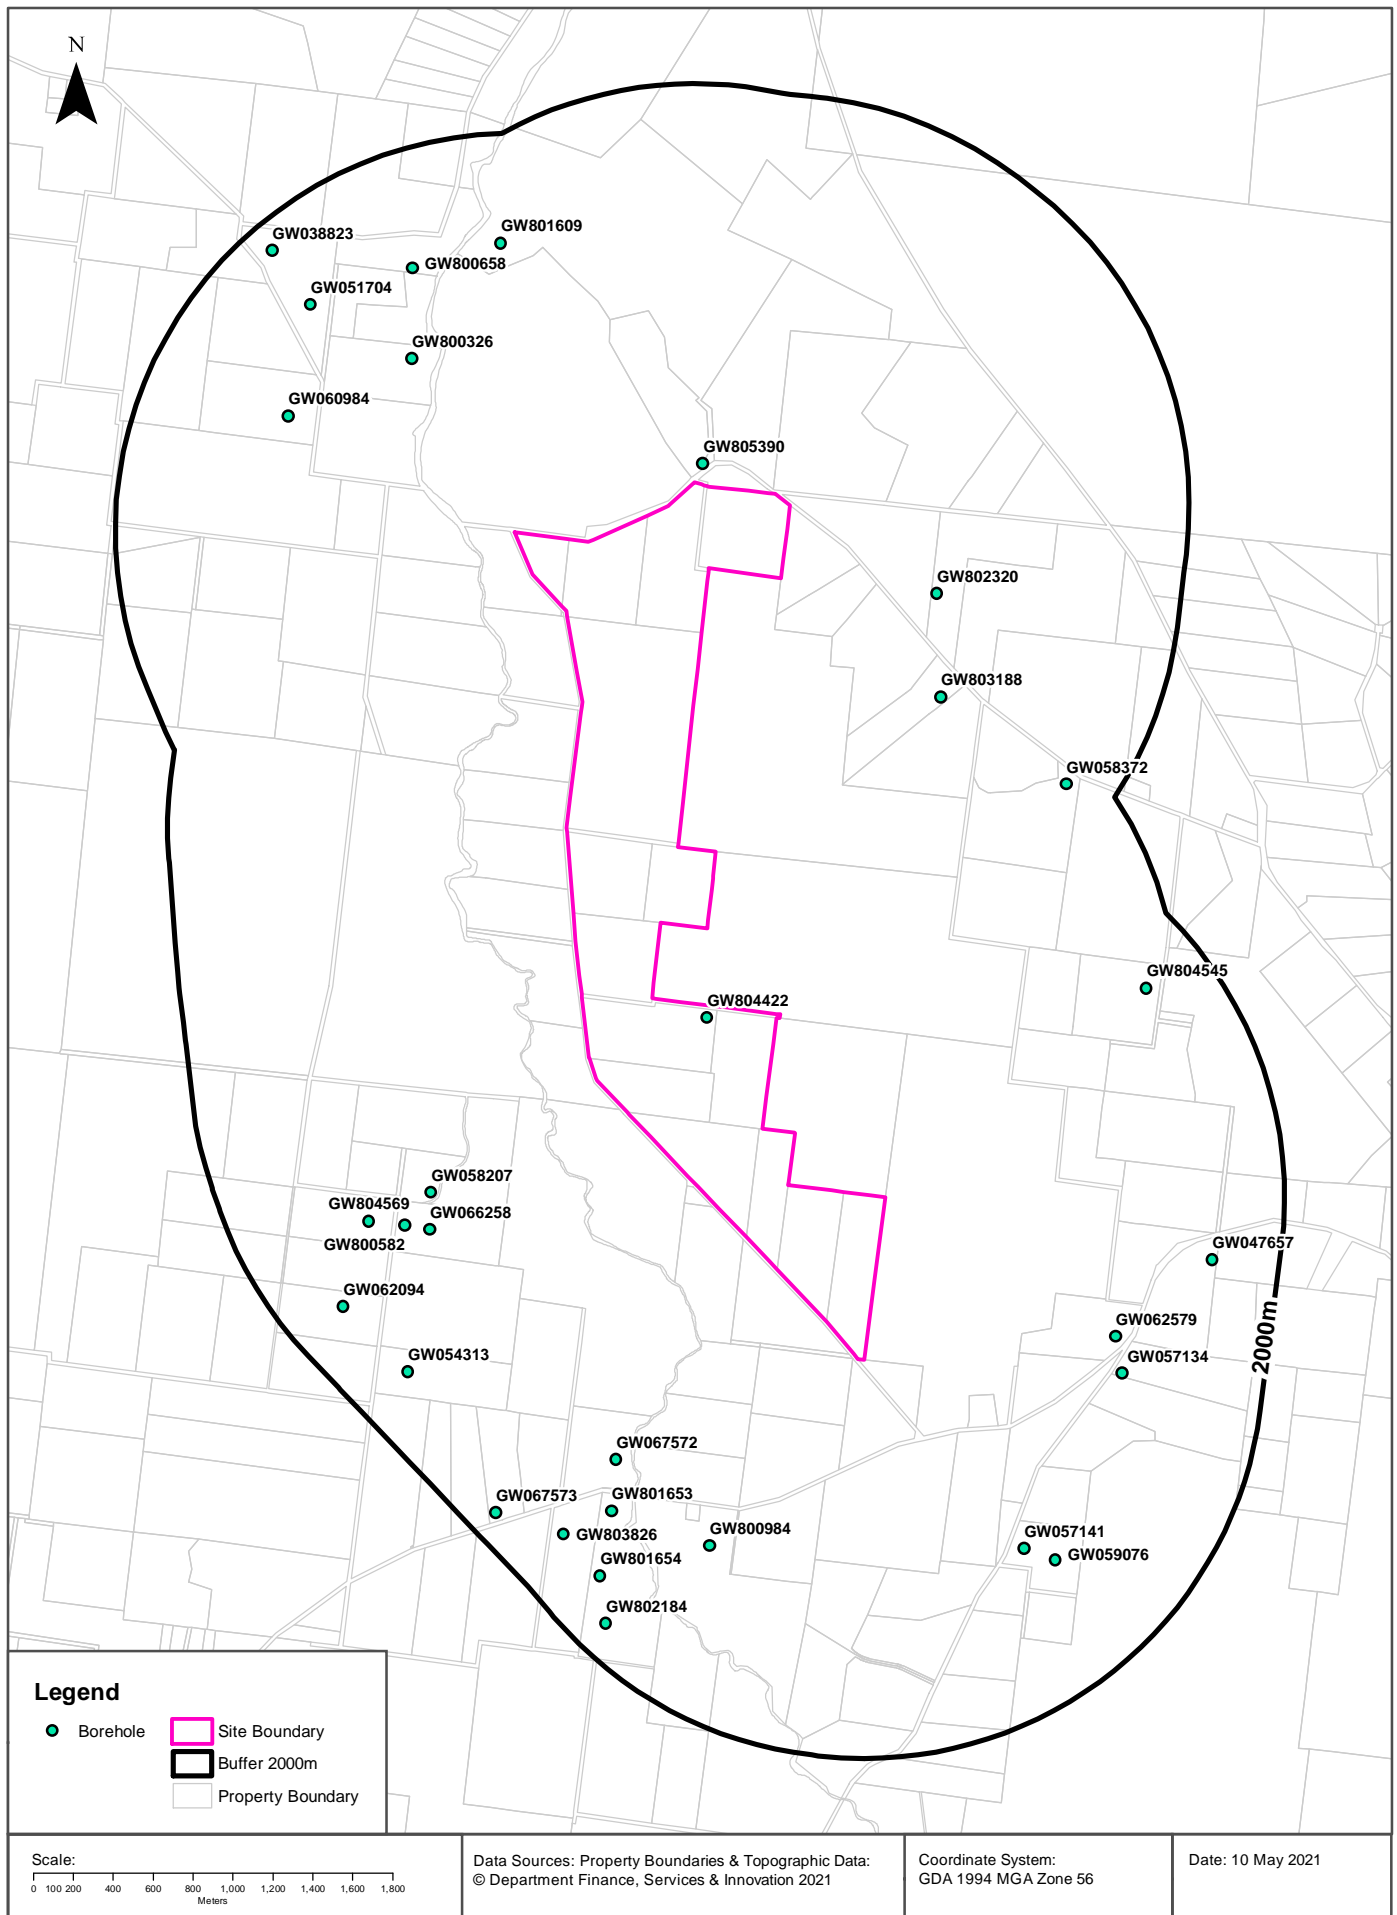 N
GW038823
GW801609
GW800658
GW051704
GW800326
GW060984
GW805390
GW802320
GW803188
GW058372
GW804545
GW804422
GW058207
GW804569
GW066258
GW800582
GW047657
GW062094
GW062579
GW054313
GW057134
2000m
GW067572
GW067573
GW801653
GW803826
GW800984
GW057141
GW059076
GW801654
GW802184
Legend
Borehole
Site Boundary
Buffer 2000m
Property Boundary
Scale:
0 100 200 400 600 800 1,000 1,200 1,400 1,600 1,800
Meters
Data Sources: Property Boundaries & Topographic Data:
© Department Finance, Services & Innovation 2021
Coordinate System:
GDA 1994 MGA Zone 56
Date: 10 May 2021